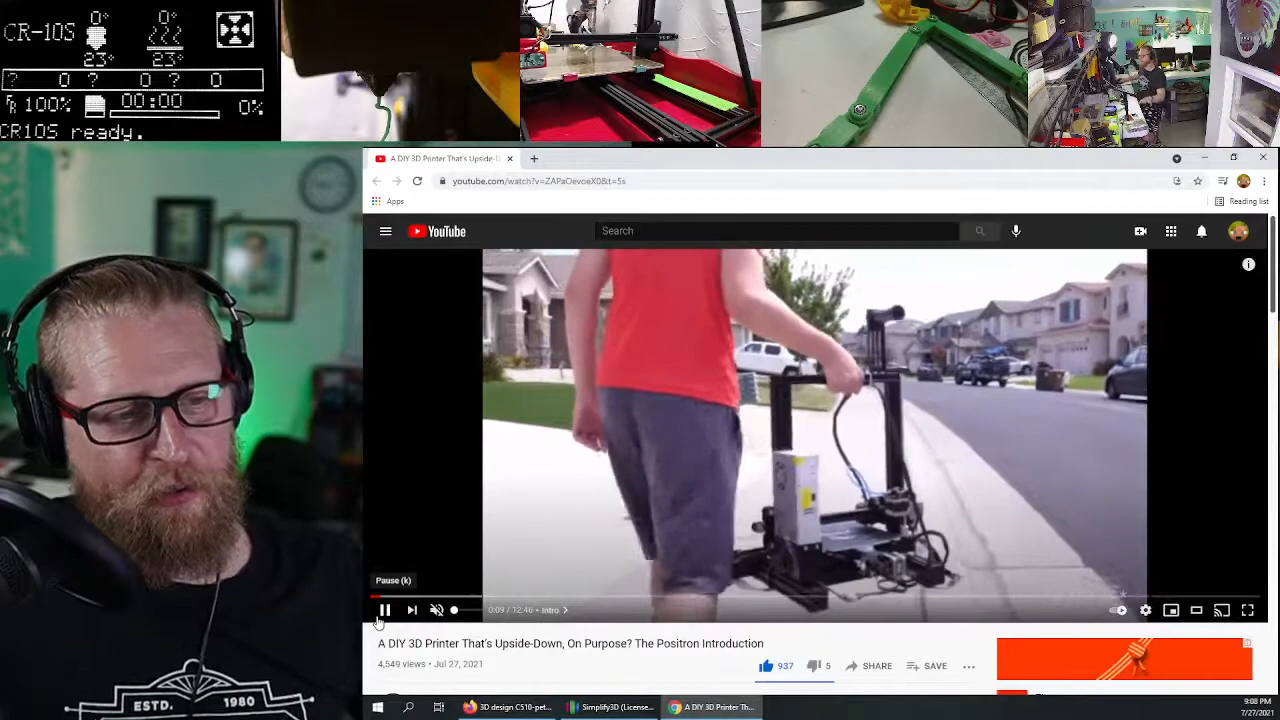 CR-10S
0°
0°
23°
23°
? 0 ? 0 ? 0
FR 100% 00:00 0%
CR10S ready.
A DIY 3D Printer That's Upside-D
youtube.com/watch?v=ZAPaOevoeX0&t=5s
Apps
Reading list
YouTube
Search
Pause (k)
0:09 / 12:46 • Intro
A DIY 3D Printer That's Upside-Down, On Purpose? The Positron Introduction
4,549 views • Jul 27, 2021
937
5
SHARE
SAVE
ESTD. 1980
3D design CS10-pet...
Simplify3D (License...
A DIY 3D Printer Th...
9:08 PM
7/27/2021